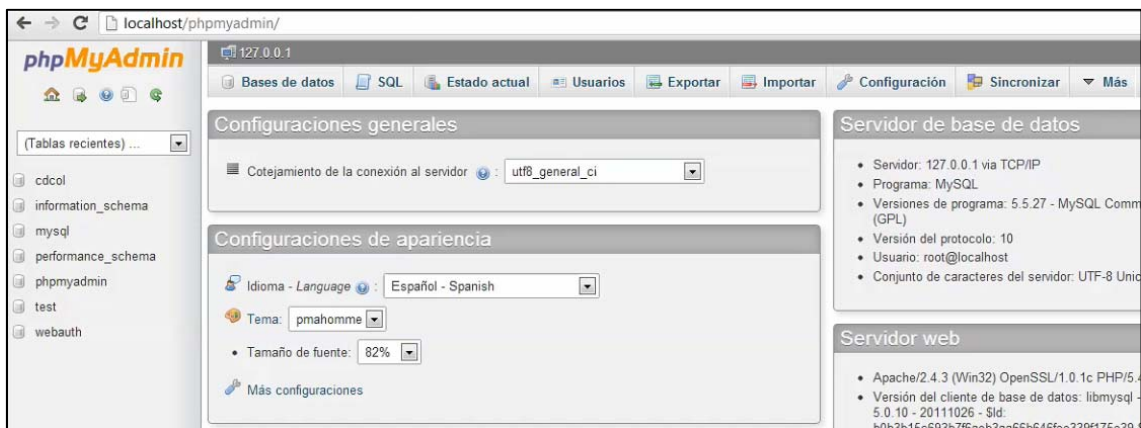 localhost/phpmyadmin/
phpMyAdmin
(Tablas recientes) ...
cdcol
information_schema
mysql
performance_schema
phpmyadmin
test
webauth
127.0.0.1
Bases de datos SQL Estado actual Usuarios Exportar Importar Configuración Sincronizar Más
Configuraciones generales
Cotejamiento de la conexión al servidor : utf8_general_ci
Configuraciones de apariencia
Idioma - Language : Español - Spanish
Tema: pmahomme
• Tamaño de fuente: 82%
Más configuraciones
Servidor de base de datos
• Servidor: 127.0.0.1 via TCP/IP
• Programa: MySQL
• Versiones de programa: 5.5.27 - MySQL Comm
(GPL)
• Versión del protocolo: 10
• Usuario: root@localhost
• Conjunto de caracteres del servidor: UTF-8 Unic
Servidor web
• Apache/2.4.3 (Win32) OpenSSL/1.0.1c PHP/5.4
• Versión del cliente de base de datos: libmysql -
5.0.10 - 20111026 - $Id: